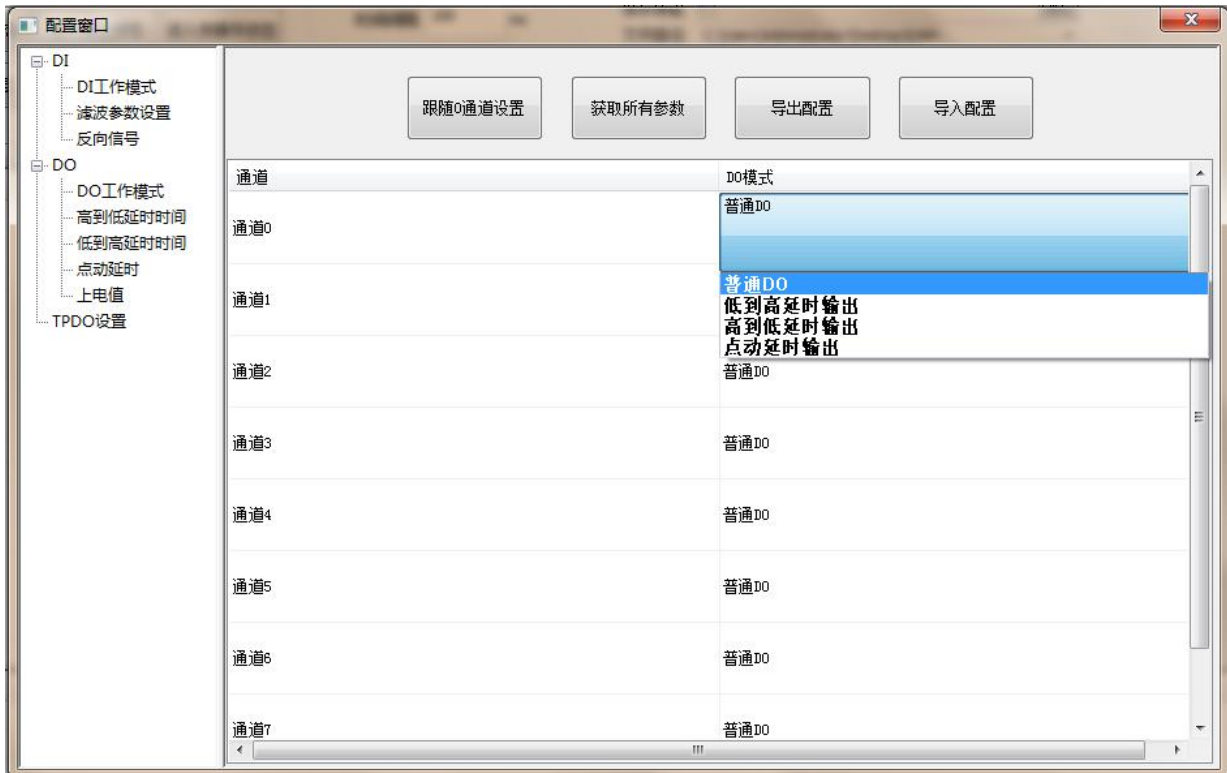 配置窗口
DI
DI工作模式
滤波参数设置
反向信号
DO
DO工作模式
高到低延时时间
低到高延时时间
点动延时
上电值
TPDO设置
跟随0通道设置 获取所有参数 导出配置 导入配置
通道 DO模式
通道0 普通DO
普通DO
低到高延时输出
高到低延时输出
点动延时输出
通道1
通道2 普通DO
通道3 普通DO
通道4 普通DO
通道5 普通DO
通道6 普通DO
通道7 普通DO